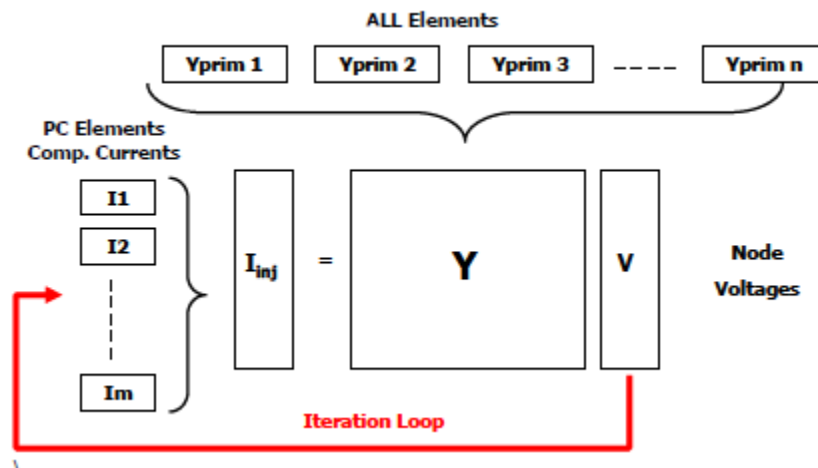 ALL Elements
Yprim 1 Yprim 2 Yprim 3 Yprim n
PC Elements
Comp. Currents
I1
I2
Im
Iinj = Y V
Node
Voltages
Iteration Loop